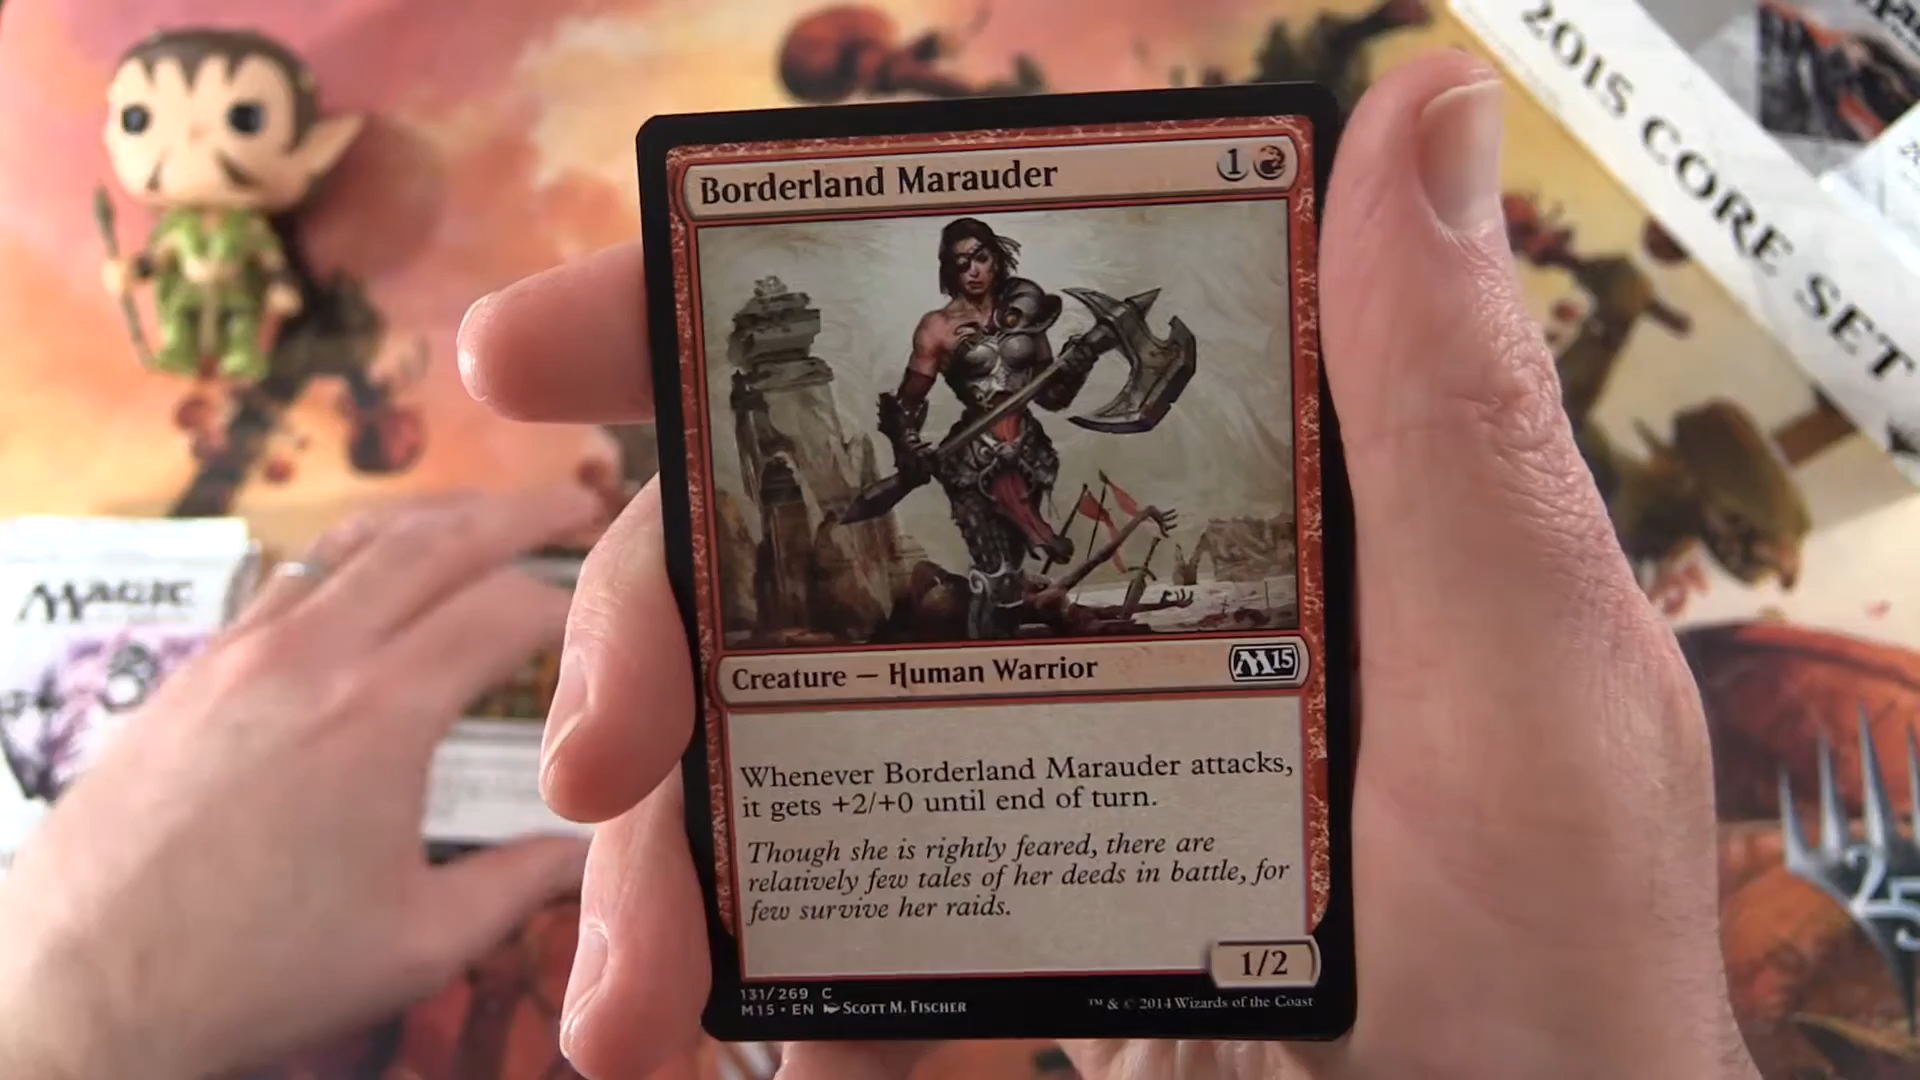 2015 CORE SET
Borderland Marauder 1
Creature — Human Warrior M15
Whenever Borderland Marauder attacks,
it gets +2/+0 until end of turn.
Though she is rightly feared, there are
relatively few tales of her deeds in battle, for
few survive her raids.
1/2
131/269 C
M15 • EN SCOTT M. FISCHER
™ & © 2014 Wizards of the Coast
MAGIC
25